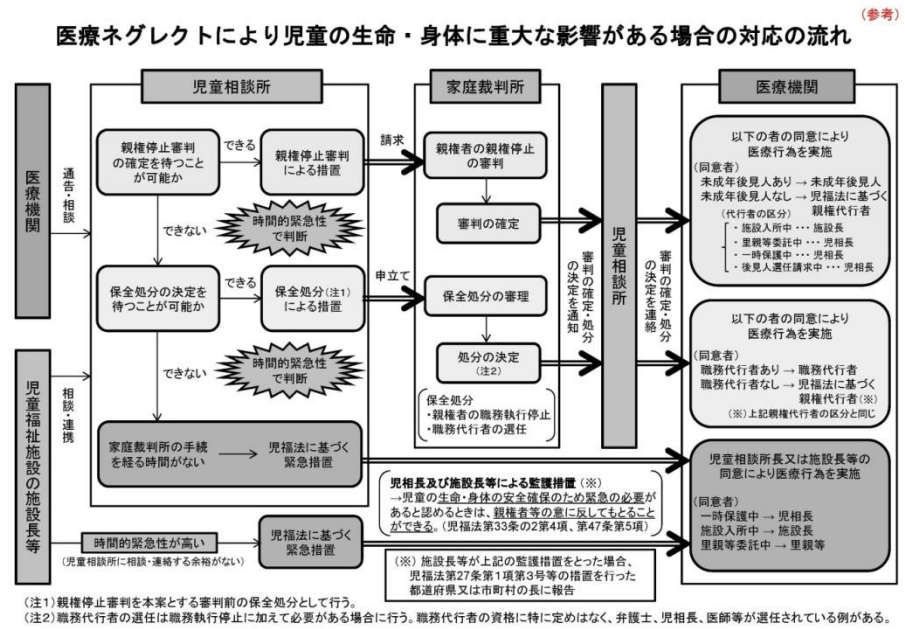 (参考)
医療ネグレクトにより児童の生命・身体に重大な影響がある場合の対応の流れ
医療機関
通告・相談
児童福祉施設の施設長等
相談・連携
児童相談所
親権停止審判
の確定を待つこと
が可能か
できる
親権停止審判
による措置
できない
時間的緊急性
で判断
保全処分の決定を
待つことが可能か
できる
保全処分(注1)
による措置
できない
時間的緊急性
で判断
家庭裁判所の手続
を経る時間がない
児福法に基づく
緊急措置
時間的緊急性が高い
(児童相談所に相談・連絡する余裕がない)
児福法に基づく
緊急措置
請求
申立て
家庭裁判所
親権者の親権停止
の審判
審判の確定
保全処分の審理
処分の決定
(注2)
保全処分
・親権者の職務執行停止
・職務代行者の選任
審判の確定・処分
の決定を通知
児童相談所
審判の確定・処分
の決定を連絡
医療機関
以下の者の同意により
医療行為を実施
(同意者)
未成年後見人あり → 未成年後見人
未成年後見人なし → 児福法に基づく
親権代行者
(代行者の区分)
・施設入所中・・・施設長
・里親等委託中・・・児相長
・一時保護中・・・児相長
・後見人選任請求中・・・児相長
以下の者の同意により
医療行為を実施
(同意者)
職務代行者あり → 職務代行者
職務代行者なし → 児福法に基づく
親権代行者(※)
(※)上記親権代行者の区分と同じ
児童相談所長又は施設長等の
同意により医療行為を実施
(同意者)
一時保護中 → 児相長
施設入所中 → 施設長
里親等委託中 → 里親等
児相長及び施設長等による監護措置(※)
→児童の生命・身体の安全確保のため緊急の必要が
あると認めるときは、親権者等の意に反してもとること
ができる。(児福法第33条の2第4項、第47条第5項)
(※)施設長等が上記の監護措置をとった場合、
児福法第27条第1項第3号等の措置を行った
都道府県又は市町村の長に報告
(注1)親権停止審判を本案とする審判前の保全処分として行う。
(注2)職務代行者の選任は職務執行停止に加えて必要がある場合に行う。職務代行者の資格に特に定めはなく、弁護士、児相長、医師等が選任されている例がある。